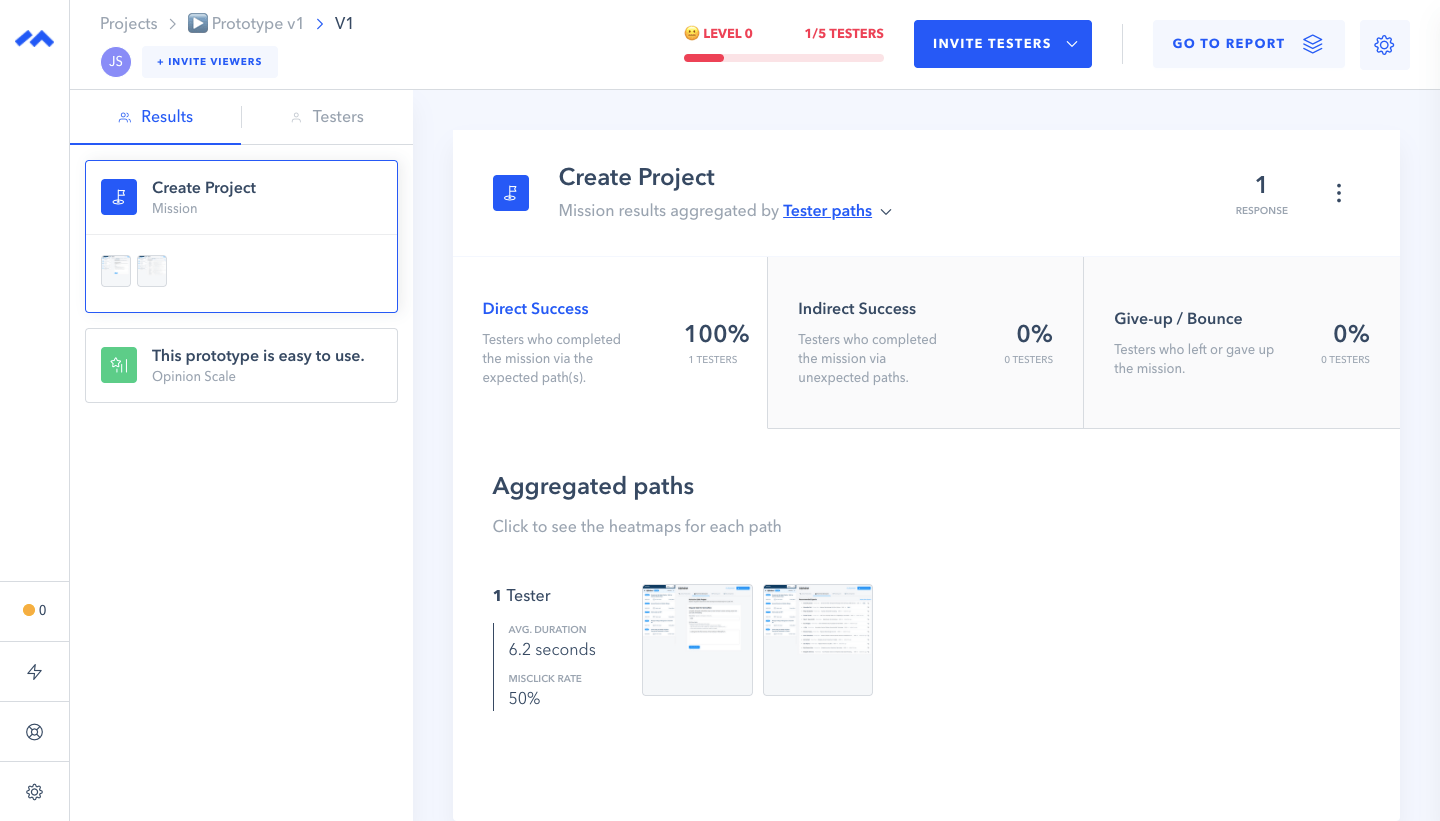 Projects > Prototype v1 > V1
JS
+ INVITE VIEWERS
LEVEL 0
1/5 TESTERS
INVITE TESTERS
GO TO REPORT
Results
Testers
Create Project
Mission
This prototype is easy to use.
Opinion Scale
0
Create Project
Mission results aggregated by Tester paths
1
RESPONSE
Direct Success
Testers who completed
the mission via the
expected path(s).
100%
1 TESTERS
Indirect Success
Testers who completed
the mission via
unexpected paths.
0%
0 TESTERS
Give-up / Bounce
Testers who left or gave up
the mission.
0%
0 TESTERS
Aggregated paths
Click to see the heatmaps for each path
1 Tester
AVG. DURATION
6.2 seconds
MISCLICK RATE
50%